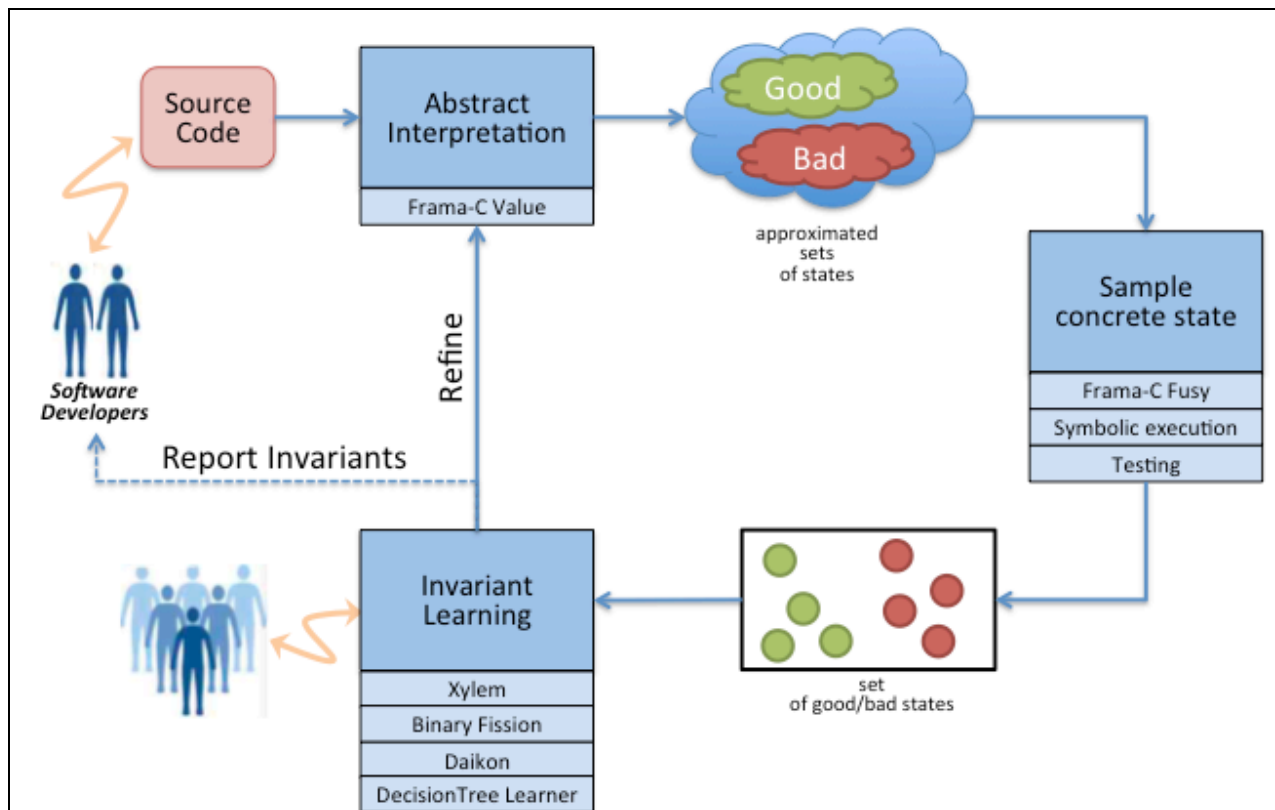 Source
Code
Abstract
Interpretation
Frama-C Value
Good
Bad
approximated
sets
of states
Sample
concrete state
Frama-C Fusy
Symbolic execution
Testing
Software
Developers
Refine
Report Invariants
Invariant
Learning
Xylem
Binary Fission
Daikon
DecisionTree Learner
set
of good/bad states